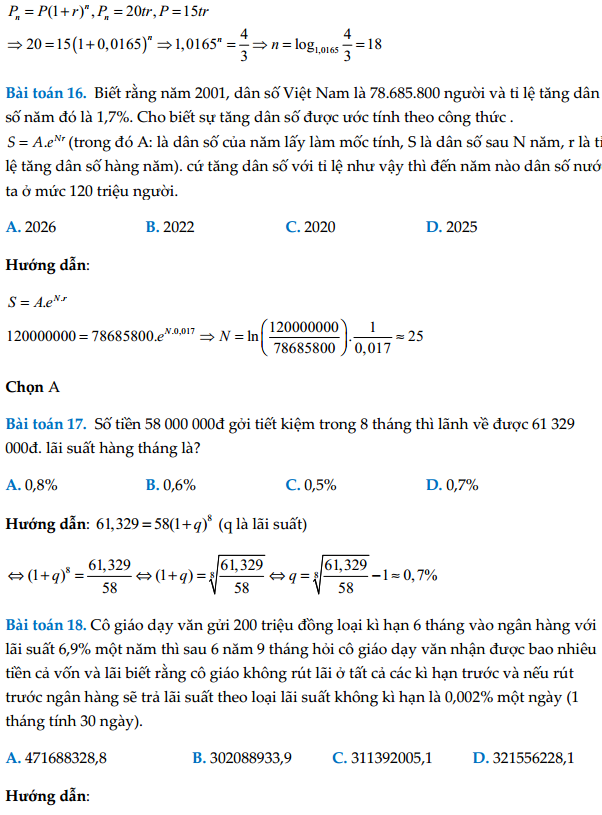 Pₙ = P(1+r)ⁿ, Pₙ = 20tr, P = 15tr
⇒ 20 = 15(1+0,0165)ⁿ ⇒ 1,0165ⁿ = 4/3 ⇒ n = log₁,₀₁₆₅ 4/3 = 18
Bài toán 16. Biết rằng năm 2001, dân số Việt Nam là 78.685.800 người và tỉ lệ tăng dân
số năm đó là 1,7%. Cho biết sự tăng dân số được ước tính theo công thức .
S = A.e^{Nr} (trong đó A: là dân số của năm lấy làm mốc tính, S là dân số sau N năm, r là tỉ
lệ tăng dân số hàng năm). cứ tăng dân số với tỉ lệ như vậy thì đến năm nào dân số nướ
ta ở mức 120 triệu người.
A. 2026 B. 2022 C. 2020 D. 2025
Hướng dẫn:
S = A.e^{N.r}
120000000 = 78685800.e^{N.0,017} ⇒ N = ln(120000000/78685800).1/0,017 ≈ 25
Chọn A
Bài toán 17. Số tiền 58 000 000đ gởi tiết kiệm trong 8 tháng thì lãnh về được 61 329
000đ. lãi suất hàng tháng là?
A. 0,8% B. 0,6% C. 0,5% D. 0,7%
Hướng dẫn: 61,329 = 58(1+q)⁸ (q là lãi suất)
⇔ (1+q)⁸ = 61,329/58 ⇔ (1+q) = ⁸√(61,329/58) ⇔ q = ⁸√(61,329/58) −1 ≈ 0,7%
Bài toán 18. Cô giáo dạy văn gửi 200 triệu đồng loại kì hạn 6 tháng vào ngân hàng với
lãi suất 6,9% một năm thì sau 6 năm 9 tháng hỏi cô giáo dạy văn nhận được bao nhiêu
tiền cả vốn và lãi biết rằng cô giáo không rút lãi ở tất cả các kì hạn trước và nếu rút
trước ngân hàng sẽ trả lãi suất theo loại lãi suất không kì hạn là 0,002% một ngày (1
tháng tính 30 ngày).
A. 471688328,8 B. 302088933,9 C. 311392005,1 D. 321556228,1
Hướng dẫn: